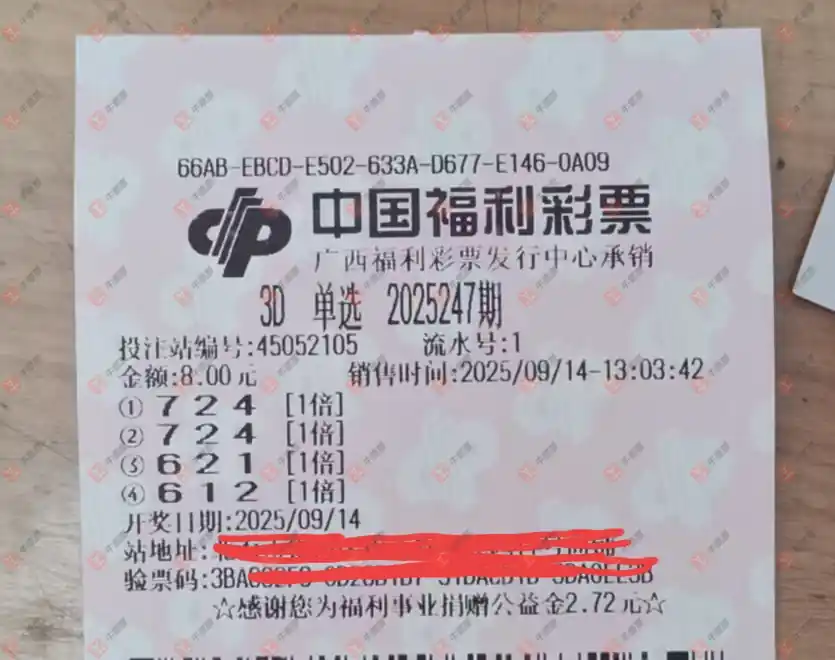 66AB-EBCD-E502-633A-D677-E146-0A09
中国福利彩票
广西福利彩票发行中心承销
3D 单选 2025247期
投注站编号:45052105 流水号:1
金额:8.00元 销售时间:2025/09/14-13:03:42
① 7 2 4 [1倍]
② 7 2 4 [1倍]
③ 6 2 1 [1倍]
④ 6 1 2 [1倍]
开奖日期:2025/09/14
站地址:
验票码:
☆感谢您为福利事业捐赠公益金2.72元☆